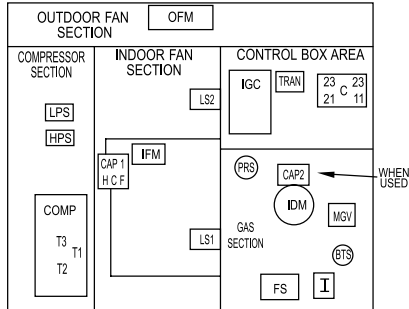 OUTDOOR FAN
SECTION
OFM
COMPRESSOR
SECTION
LPS
HPS
COMP
T3
T1
T2
INDOOR FAN
SECTION
LS2
IFM
CAP 1
H C F
LS1
CONTROL BOX AREA
IGC
TRAN
23 23
C
21 11
PRS
CAP2
WHEN
USED
IDM
MGV
GAS
SECTION
BTS
FS
I